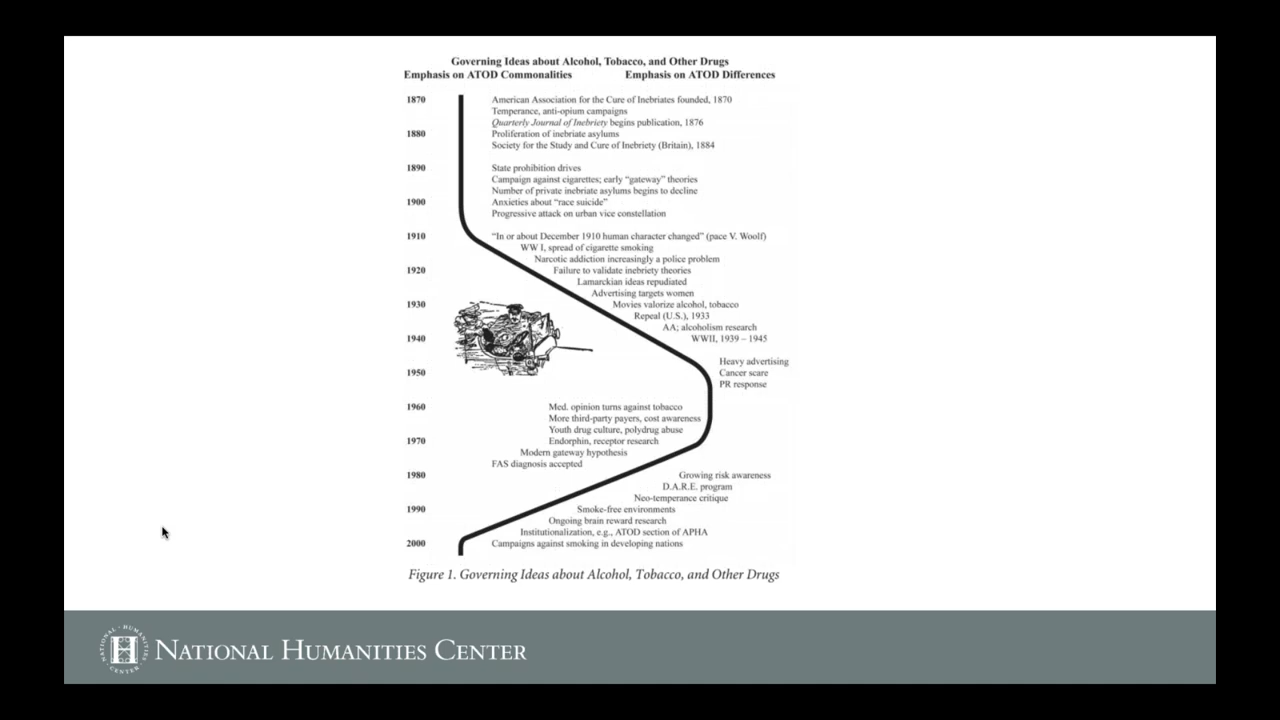 Governing Ideas about Alcohol, Tobacco, and Other Drugs
Emphasis on ATOD Commonalities Emphasis on ATOD Differences
1870 American Association for the Cure of Inebriates founded, 1870
Temperance, anti-opium campaigns
Quarterly Journal of Inebriety begins publication, 1876
1880 Proliferation of inebriate asylums
Society for the Study and Cure of Inebriety (Britain), 1884
1890 State prohibition drives
Campaign against cigarettes; early “gateway” theories
Number of private inebriate asylums begins to decline
1900 Anxieties about “race suicide”
Progressive attack on urban vice constellation
1910 “In or about December 1910 human character changed” (pace V. Woolf)
WW I, spread of cigarette smoking
Narcotic addiction increasingly a police problem
1920 Failure to validate inebriety theories
Lamarckian ideas repudiated
Advertising targets women
1930 Movies valorize alcohol, tobacco
Repeal (U.S.), 1933
AA; alcoholism research
1940 WWII, 1939 – 1945
Heavy advertising
1950 Cancer scare
PR response
1960 Med. opinion turns against tobacco
More third-party payers, cost awareness
Youth drug culture, polydrug abuse
1970 Endorphin, receptor research
Modern gateway hypothesis
FAS diagnosis accepted
1980 Growing risk awareness
D.A.R.E. program
Neo-temperance critique
1990 Smoke-free environments
Ongoing brain reward research
Institutionalization, e.g., ATOD section of APHA
2000 Campaigns against smoking in developing nations
Figure 1. Governing Ideas about Alcohol, Tobacco, and Other Drugs
NATIONAL HUMANITIES CENTER
NATIONAL HUMANITIES CENTER